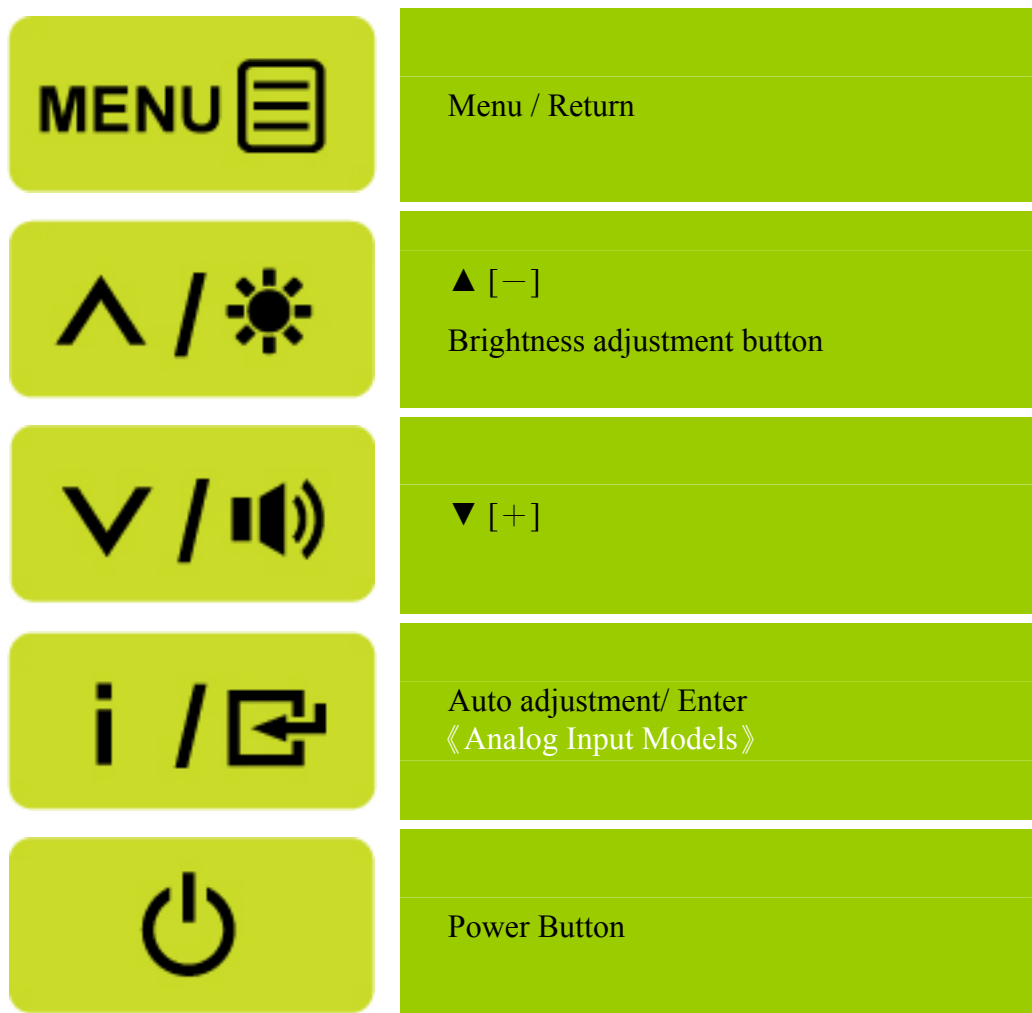 MENU
Menu / Return
/
▲ [－]
Brightness adjustment button
/
▼ [＋]
i /
Auto adjustment/ Enter
《Analog Input Models》
Power Button